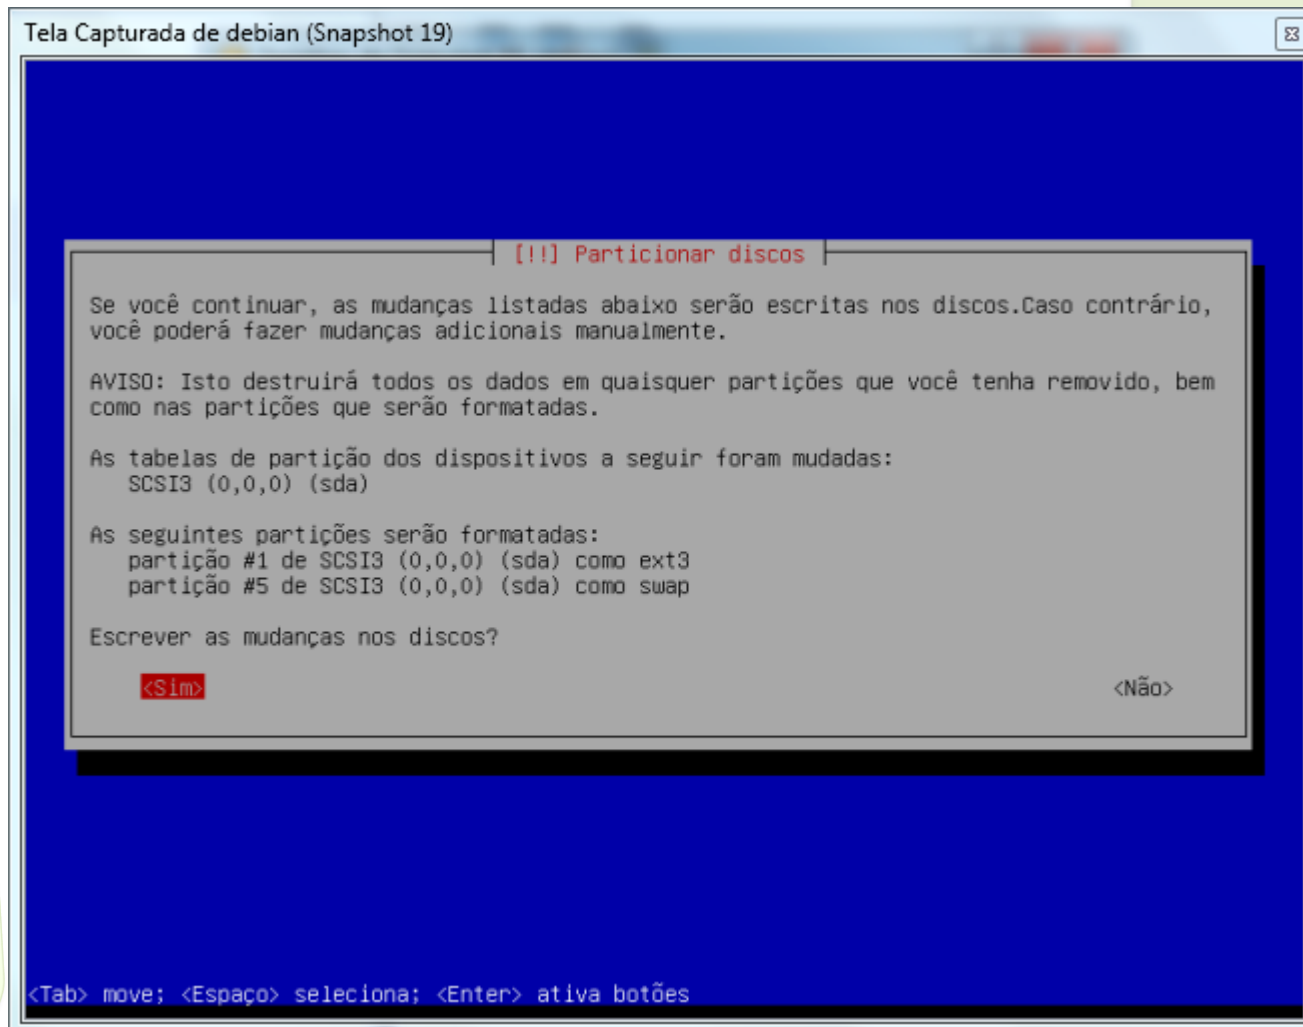 Tela Capturada de debian (Snapshot 19)
[!!] Particionar discos
Se você continuar, as mudanças listadas abaixo serão escritas nos discos.Caso contrário,
você poderá fazer mudanças adicionais manualmente.
AVISO: Isto destruirá todos os dados em quaisquer partições que você tenha removido, bem
como nas partições que serão formatadas.
As tabelas de partição dos dispositivos a seguir foram mudadas:
SCSI3 (0,0,0) (sda)
As seguintes partições serão formatadas:
partição #1 de SCSI3 (0,0,0) (sda) como ext3
partição #5 de SCSI3 (0,0,0) (sda) como swap
Escrever as mudanças nos discos?
<Sim> <Não>
<Tab> move; <Espaço> seleciona; <Enter> ativa botões